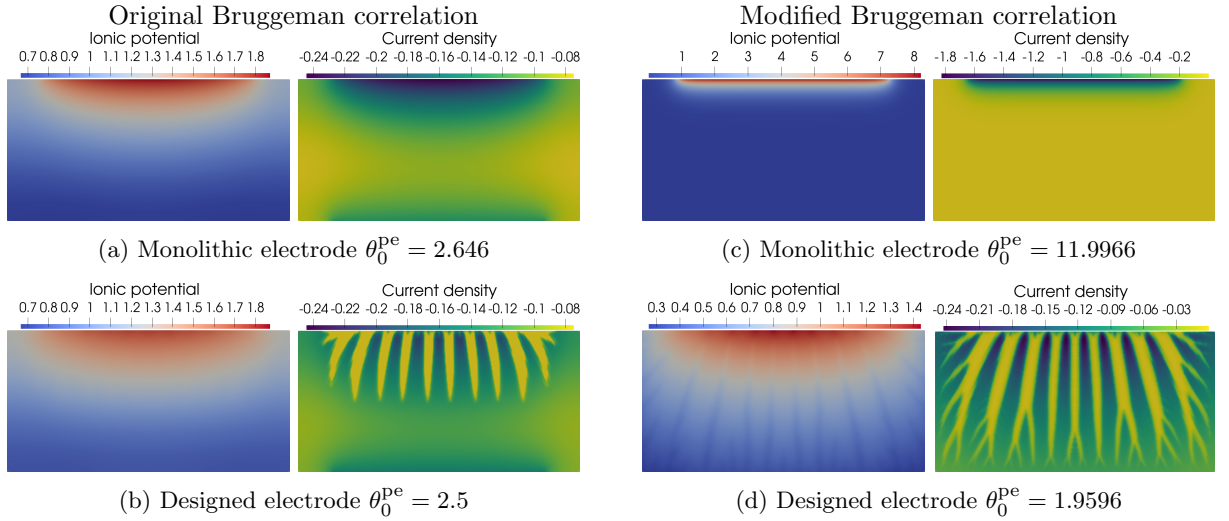 Original Bruggeman correlation
Modified Bruggeman correlation
Ionic potential
0.7 0.8 0.9 1 1.1 1.2 1.3 1.4 1.5 1.6 1.7 1.8
Current density
-0.24 -0.22 -0.2 -0.18 -0.16 -0.14 -0.12 -0.1 -0.08
Ionic potential
1 2 3 4 5 6 7 8
Current density
-1.8 -1.6 -1.4 -1.2 -1 -0.8 -0.6 -0.4 -0.2
(a) Monolithic electrode θ₀ᵖᵉ = 2.646
(c) Monolithic electrode θ₀ᵖᵉ = 11.9966
Ionic potential
0.7 0.8 0.9 1 1.1 1.2 1.3 1.4 1.5 1.6 1.7 1.8
Current density
-0.24 -0.22 -0.2 -0.18 -0.16 -0.14 -0.12 -0.1 -0.08
Ionic potential
0.3 0.4 0.5 0.6 0.7 0.8 0.9 1 1.1 1.2 1.3 1.4
Current density
-0.24 -0.21 -0.18 -0.15 -0.12 -0.09 -0.06 -0.03
(b) Designed electrode θ₀ᵖᵉ = 2.5
(d) Designed electrode θ₀ᵖᵉ = 1.9596